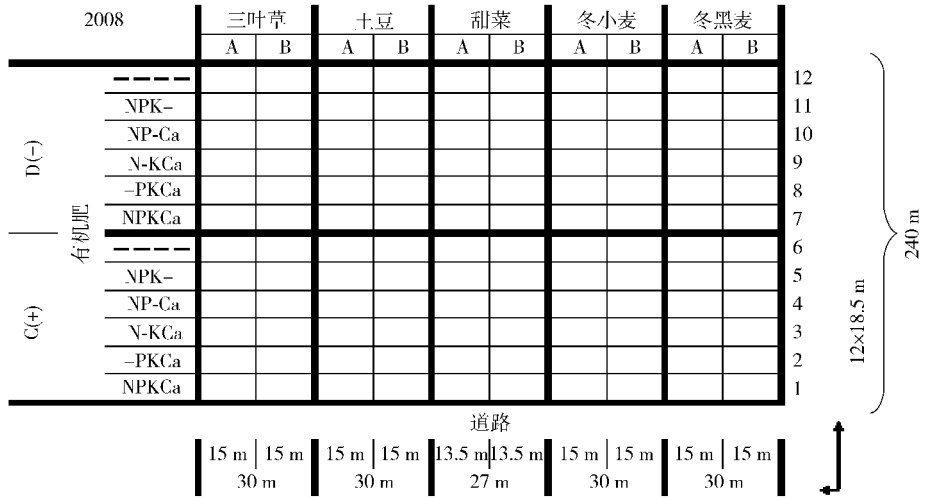 2008 三叶草 土豆 甜菜 冬小麦 冬黑麦
A B A B A B A B A B
D(−) 有机肥 C(+)
---- 12
NPK− 11
NP-Ca 10
N-KCa 9
−PKCa 8
NPKCa 7
---- 6
NPK− 5
NP-Ca 4
N-KCa 3
−PKCa 2
NPKCa 1
12×18.5 m
240 m
道路
15 m 15 m 15 m 15 m 13.5 m 13.5 m 15 m 15 m 15 m 15 m
30 m 30 m 27 m 30 m 30 m